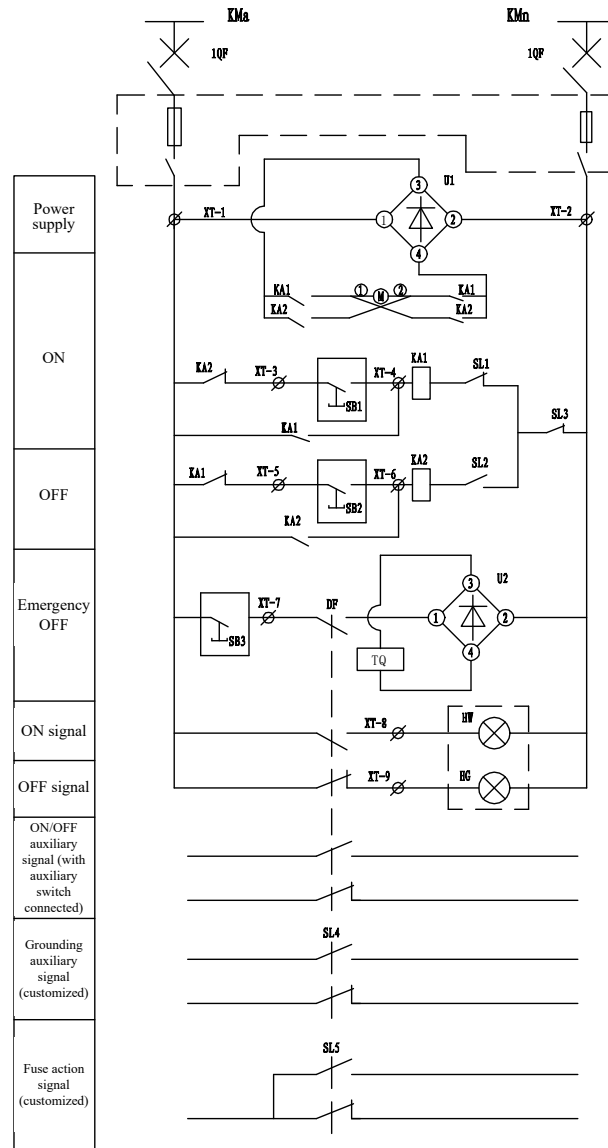 KMa
KMn
1QF
1QF
3
U1
Power
supply
XT-1
1
2
XT-2
4
KA1
1
M
2
KA1
KA2
KA2
ON
KA2
XT-3
XT-4
KA1
SL1
SB1
SL3
KA1
OFF
KA1
XT-5
XT-6
KA2
SL2
SB2
KA2
Emergency
OFF
3
U2
XT-7
DF
1
2
SB3
TQ
4
ON signal
XT-8
HW
OFF signal
XT-9
HG
ON/OFF
auxiliary
signal (with
auxiliary
switch
connected)
Grounding
auxiliary
signal
(customized)
SL4
Fuse action
signal
(customized)
SL5